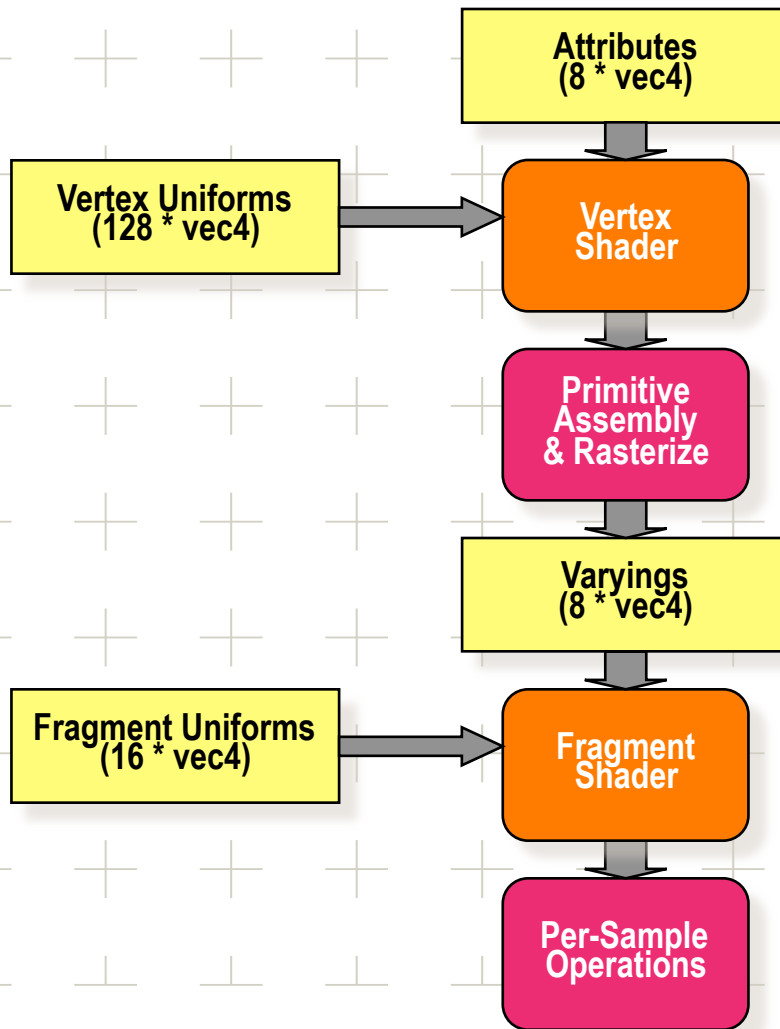 Attributes
(8 * vec4)
Vertex Uniforms
(128 * vec4)
Vertex
Shader
Primitive
Assembly
& Rasterize
Varyings
(8 * vec4)
Fragment Uniforms
(16 * vec4)
Fragment
Shader
Per-Sample
Operations